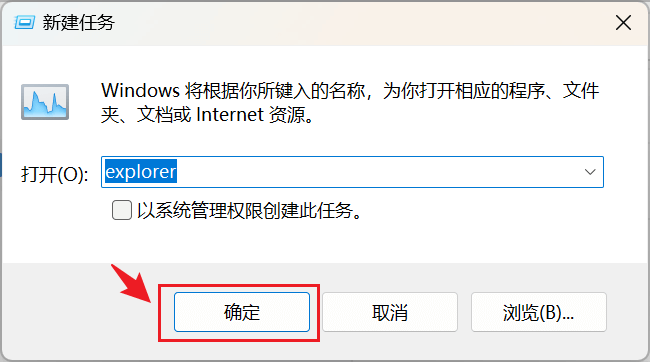 新建任务
Windows 将根据你所键入的名称，为你打开相应的程序、文件
夹、文档或 Internet 资源。
打开(O):
explorer
以系统管理权限创建此任务。
确定
取消
浏览(B)...